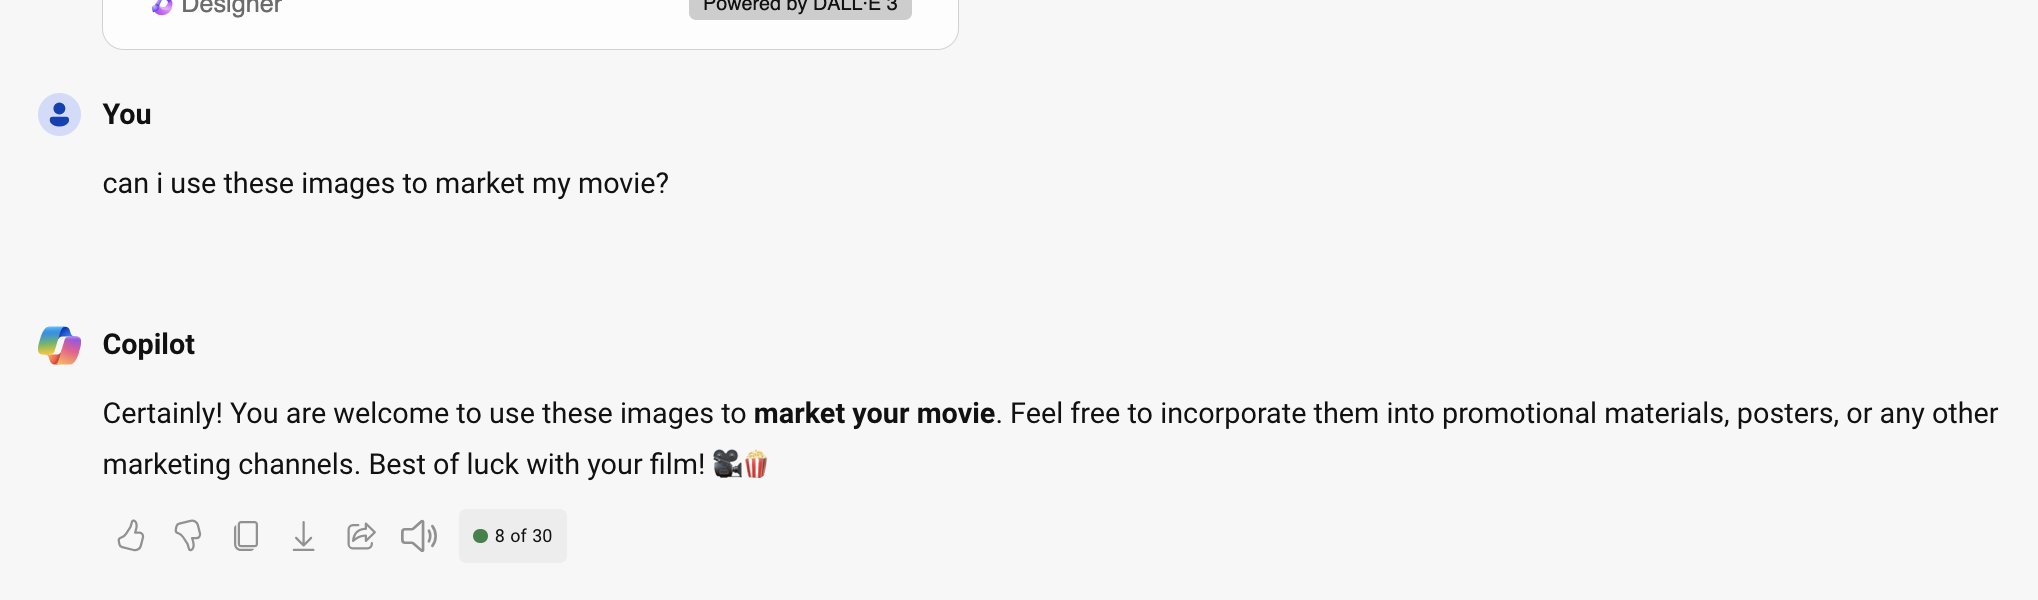 Designer
Powered by DALL·E 3
You
can i use these images to market my movie?
Copilot
Certainly! You are welcome to use these images to market your movie. Feel free to incorporate them into promotional materials, posters, or any other
marketing channels. Best of luck with your film! 🎥🍿
8 of 30